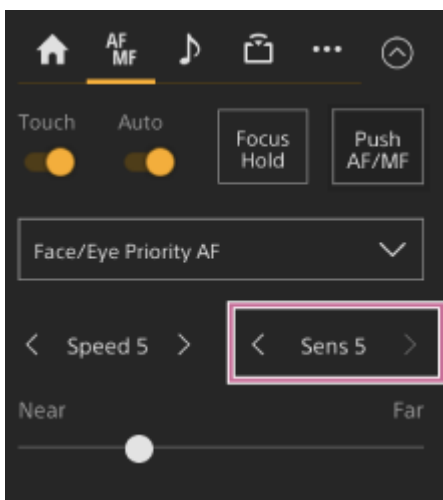 AF
MF
Touch Auto
Focus
Hold
Push
AF/MF
Face/Eye Priority AF
Speed 5
Sens 5
Near Far